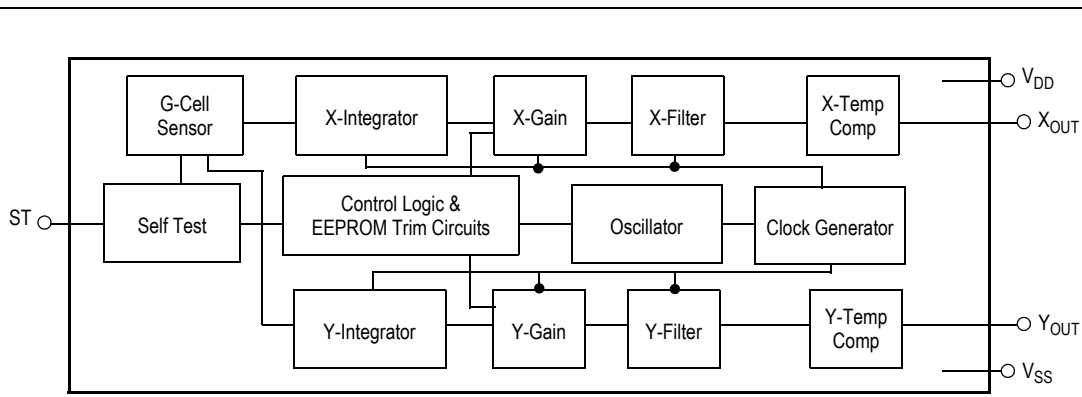 G-Cell
Sensor
X-Integrator
X-Gain
X-Filter
X-Temp
Comp
VDD
XOUT
ST
Self Test
Control Logic &
EEPROM Trim Circuits
Oscillator
Clock Generator
Y-Integrator
Y-Gain
Y-Filter
Y-Temp
Comp
YOUT
VSS